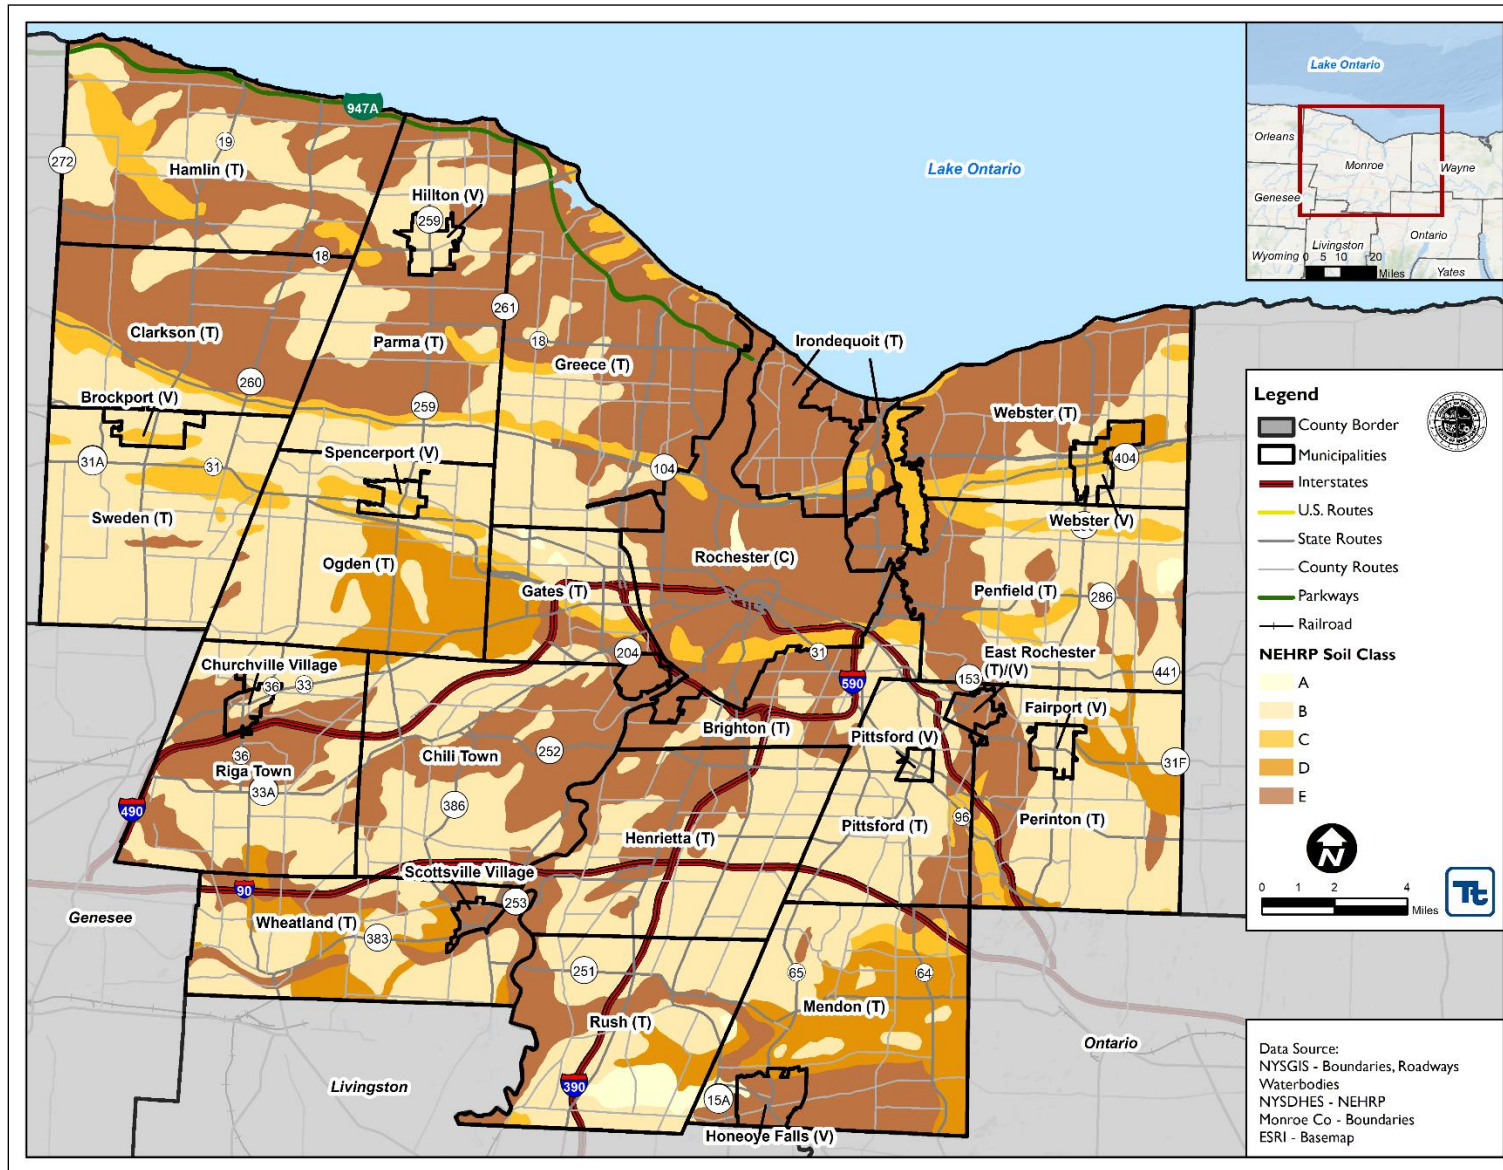 947A
Lake Ontario
19
272
Hamlin (T)
Hillton (V)
259
18
261
Clarkson (T)
Parma (T)
18
Greece (T)
Irondequoit (T)
260
259
Brockport (V)
Webster (T)
31A
31
Spencerport (V)
104
404
Sweden (T)
Webster (V)
Ogden (T)
Rochester (C)
Gates (T)
Penfield (T)
286
204
31
590
East Rochester
(T)/(V)
153
441
Churchville Village
36
33
Fairport (V)
Brighton (T)
Pittsford (V)
36
Riga Town
33A
Chili Town
252
31F
490
386
Henrietta (T)
Pittsford (T)
96
Perinton (T)
Scottsville Village
90
253
Genesee
Wheatland (T)
383
251
65
64
Mendon (T)
Rush (T)
Ontario
Livingston
390
15A
Honeoye Falls (V)
Lake Ontario
Orleans
Monroe
Wayne
Genesee
Ontario
Livingston
Wyoming
0 5 10 20
Miles
Yates
Legend
County Border
Municipalities
Interstates
U.S. Routes
State Routes
County Routes
Parkways
Railroad
NEHRP Soil Class
A
B
C
D
E
N
0 1 2 4
Miles
Tt
Data Source:
NYSGIS - Boundaries, Roadways
Waterbodies
NYSDHES - NEHRP
Monroe Co - Boundaries
ESRI - Basemap